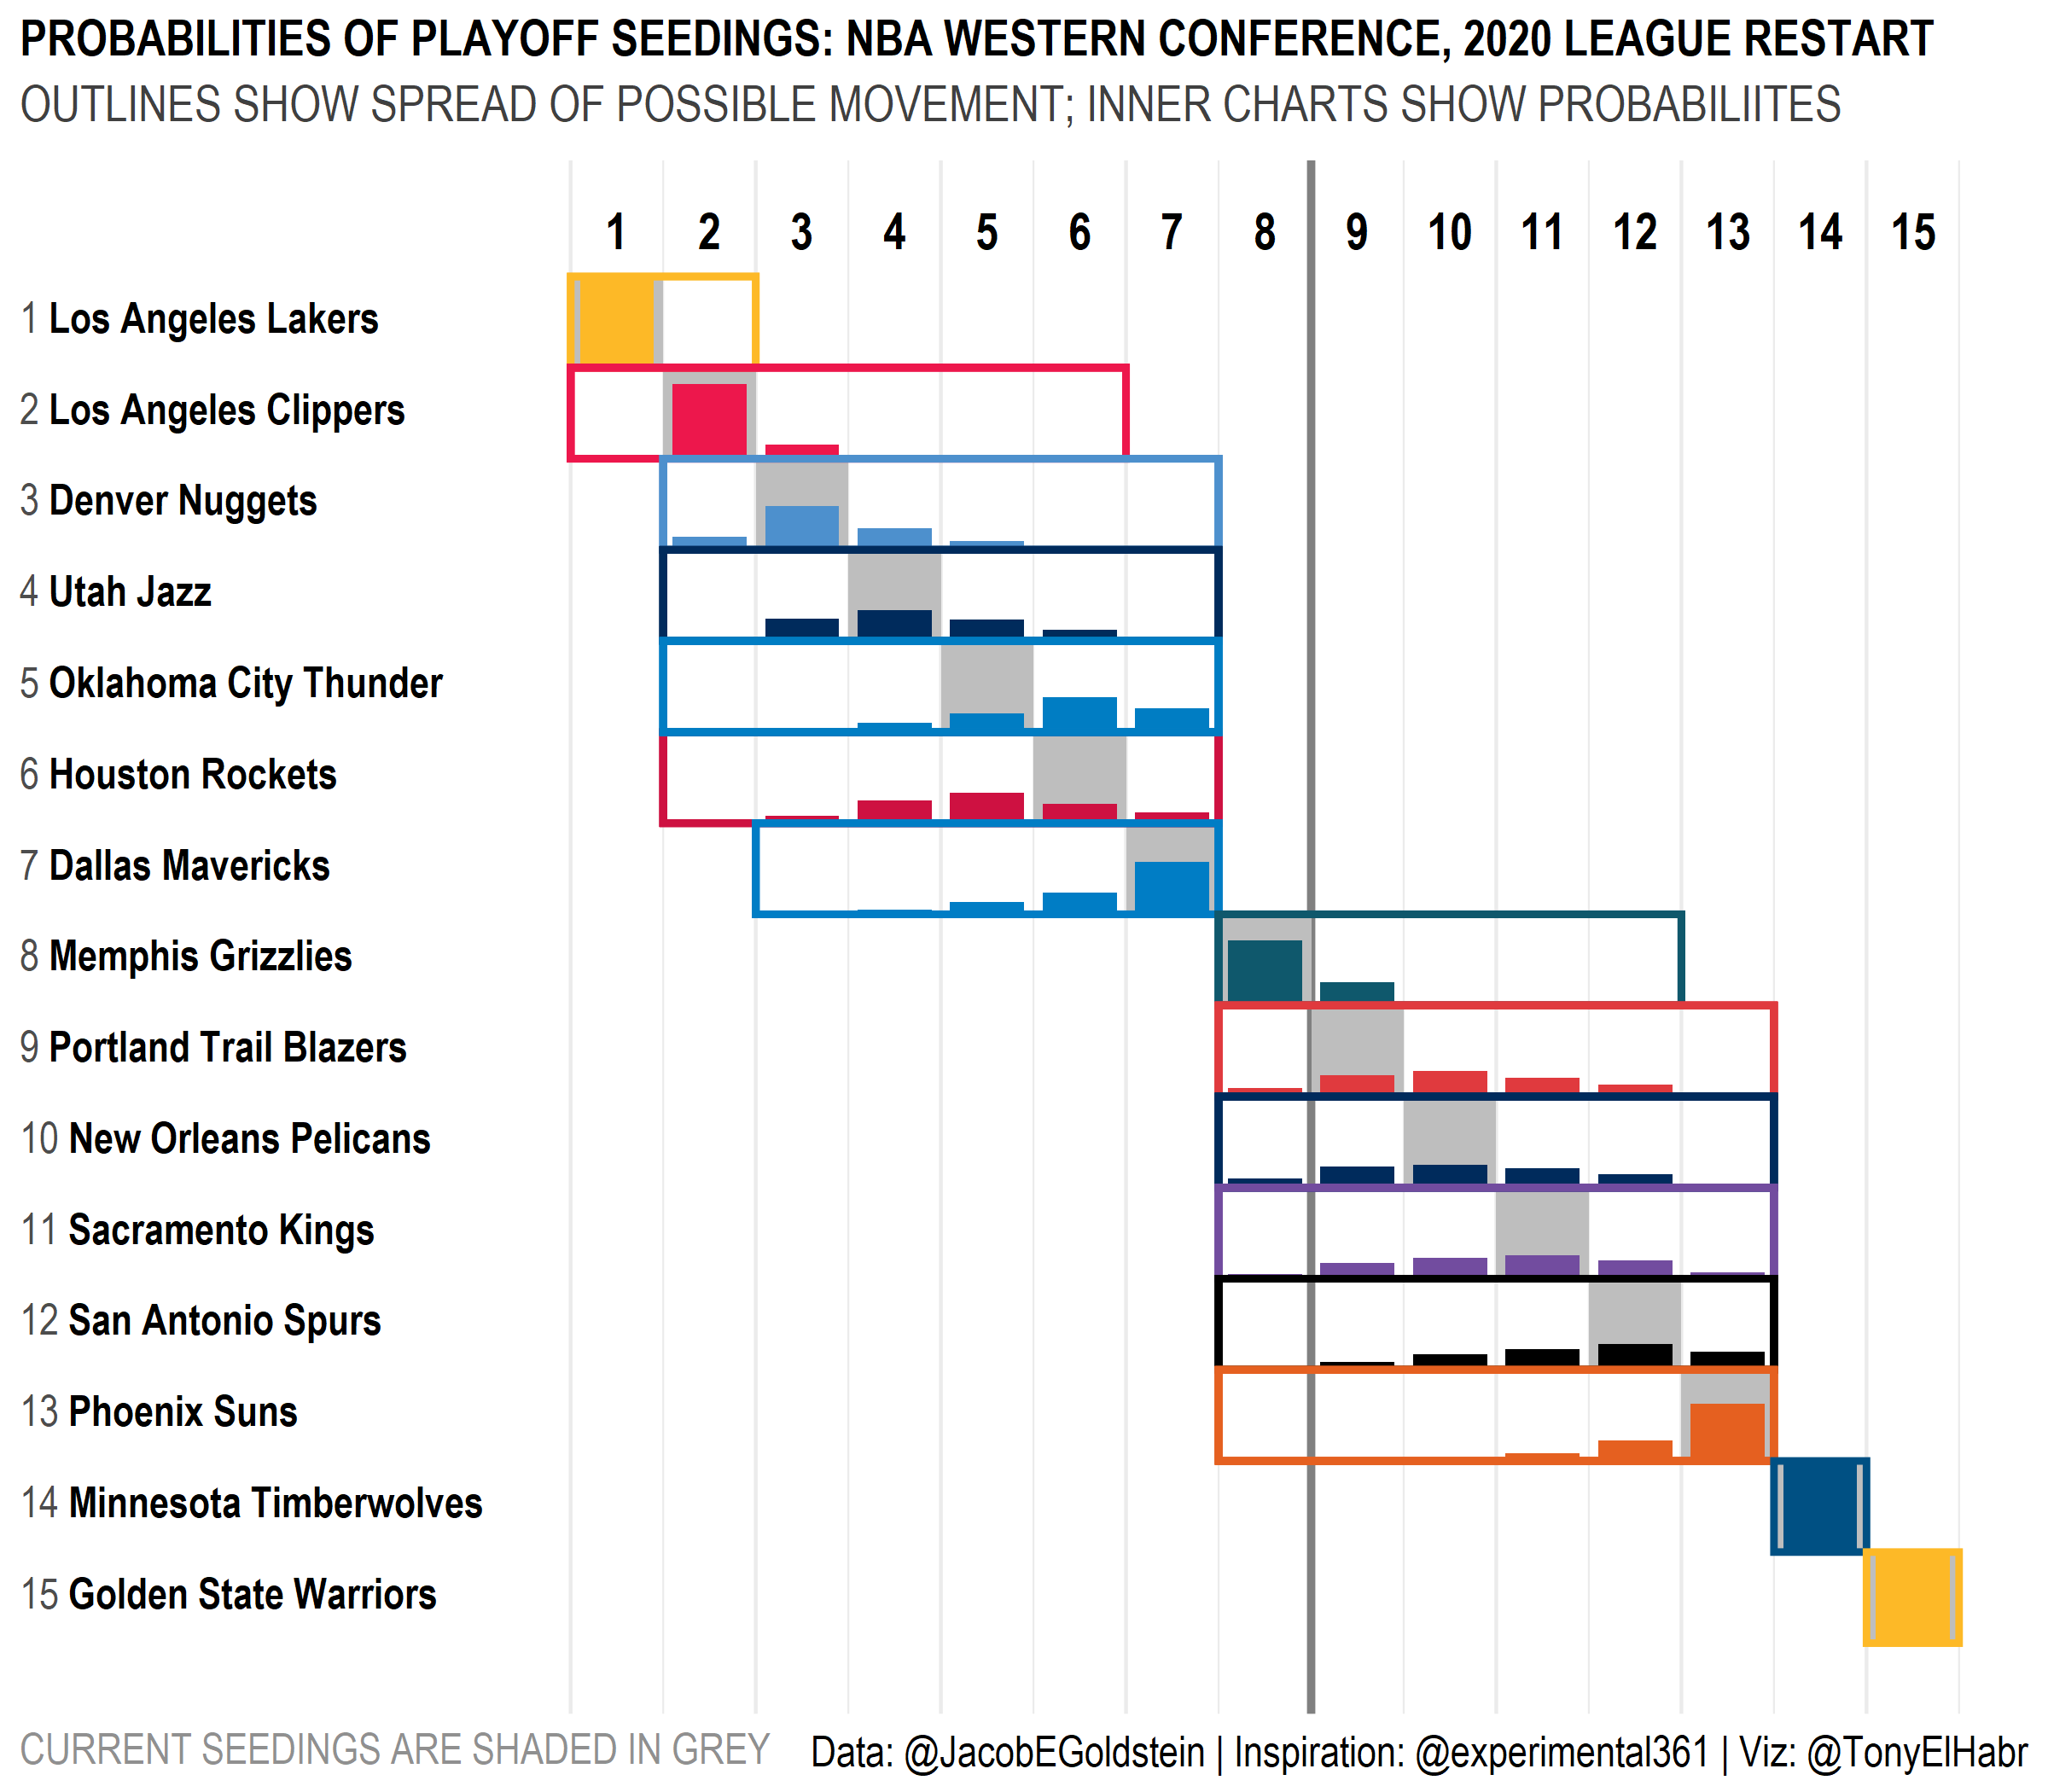 PROBABILITIES OF PLAYOFF SEEDINGS: NBA WESTERN CONFERENCE, 2020 LEAGUE RESTART
OUTLINES SHOW SPREAD OF POSSIBLE MOVEMENT; INNER CHARTS SHOW PROBABILIITES
1 2 3 4 5 6 7 8 9 10 11 12 13 14 15
1 Los Angeles Lakers
2 Los Angeles Clippers
3 Denver Nuggets
4 Utah Jazz
5 Oklahoma City Thunder
6 Houston Rockets
7 Dallas Mavericks
8 Memphis Grizzlies
9 Portland Trail Blazers
10 New Orleans Pelicans
11 Sacramento Kings
12 San Antonio Spurs
13 Phoenix Suns
14 Minnesota Timberwolves
15 Golden State Warriors
CURRENT SEEDINGS ARE SHADED IN GREY
Data: @JacobEGoldstein | Inspiration: @experimental361 | Viz: @TonyElHabr